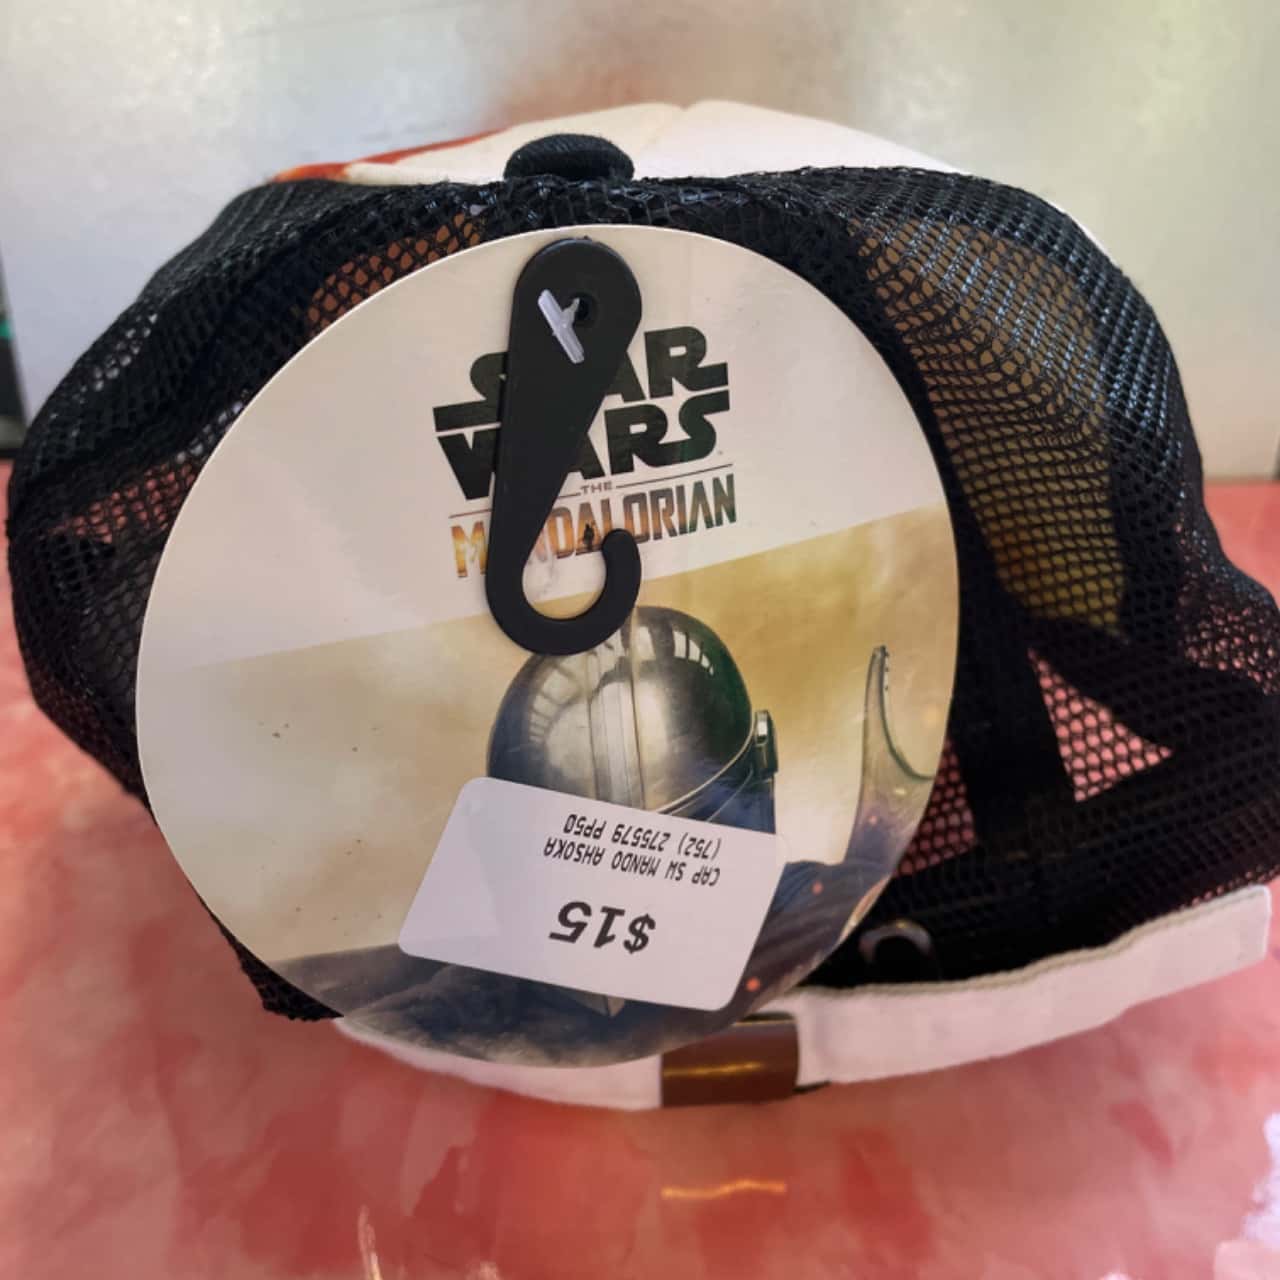 STAR
WARS
THE
MANDALORIAN
$15
CAP SW MANDO AHSOKA
(752) 275579 PP50